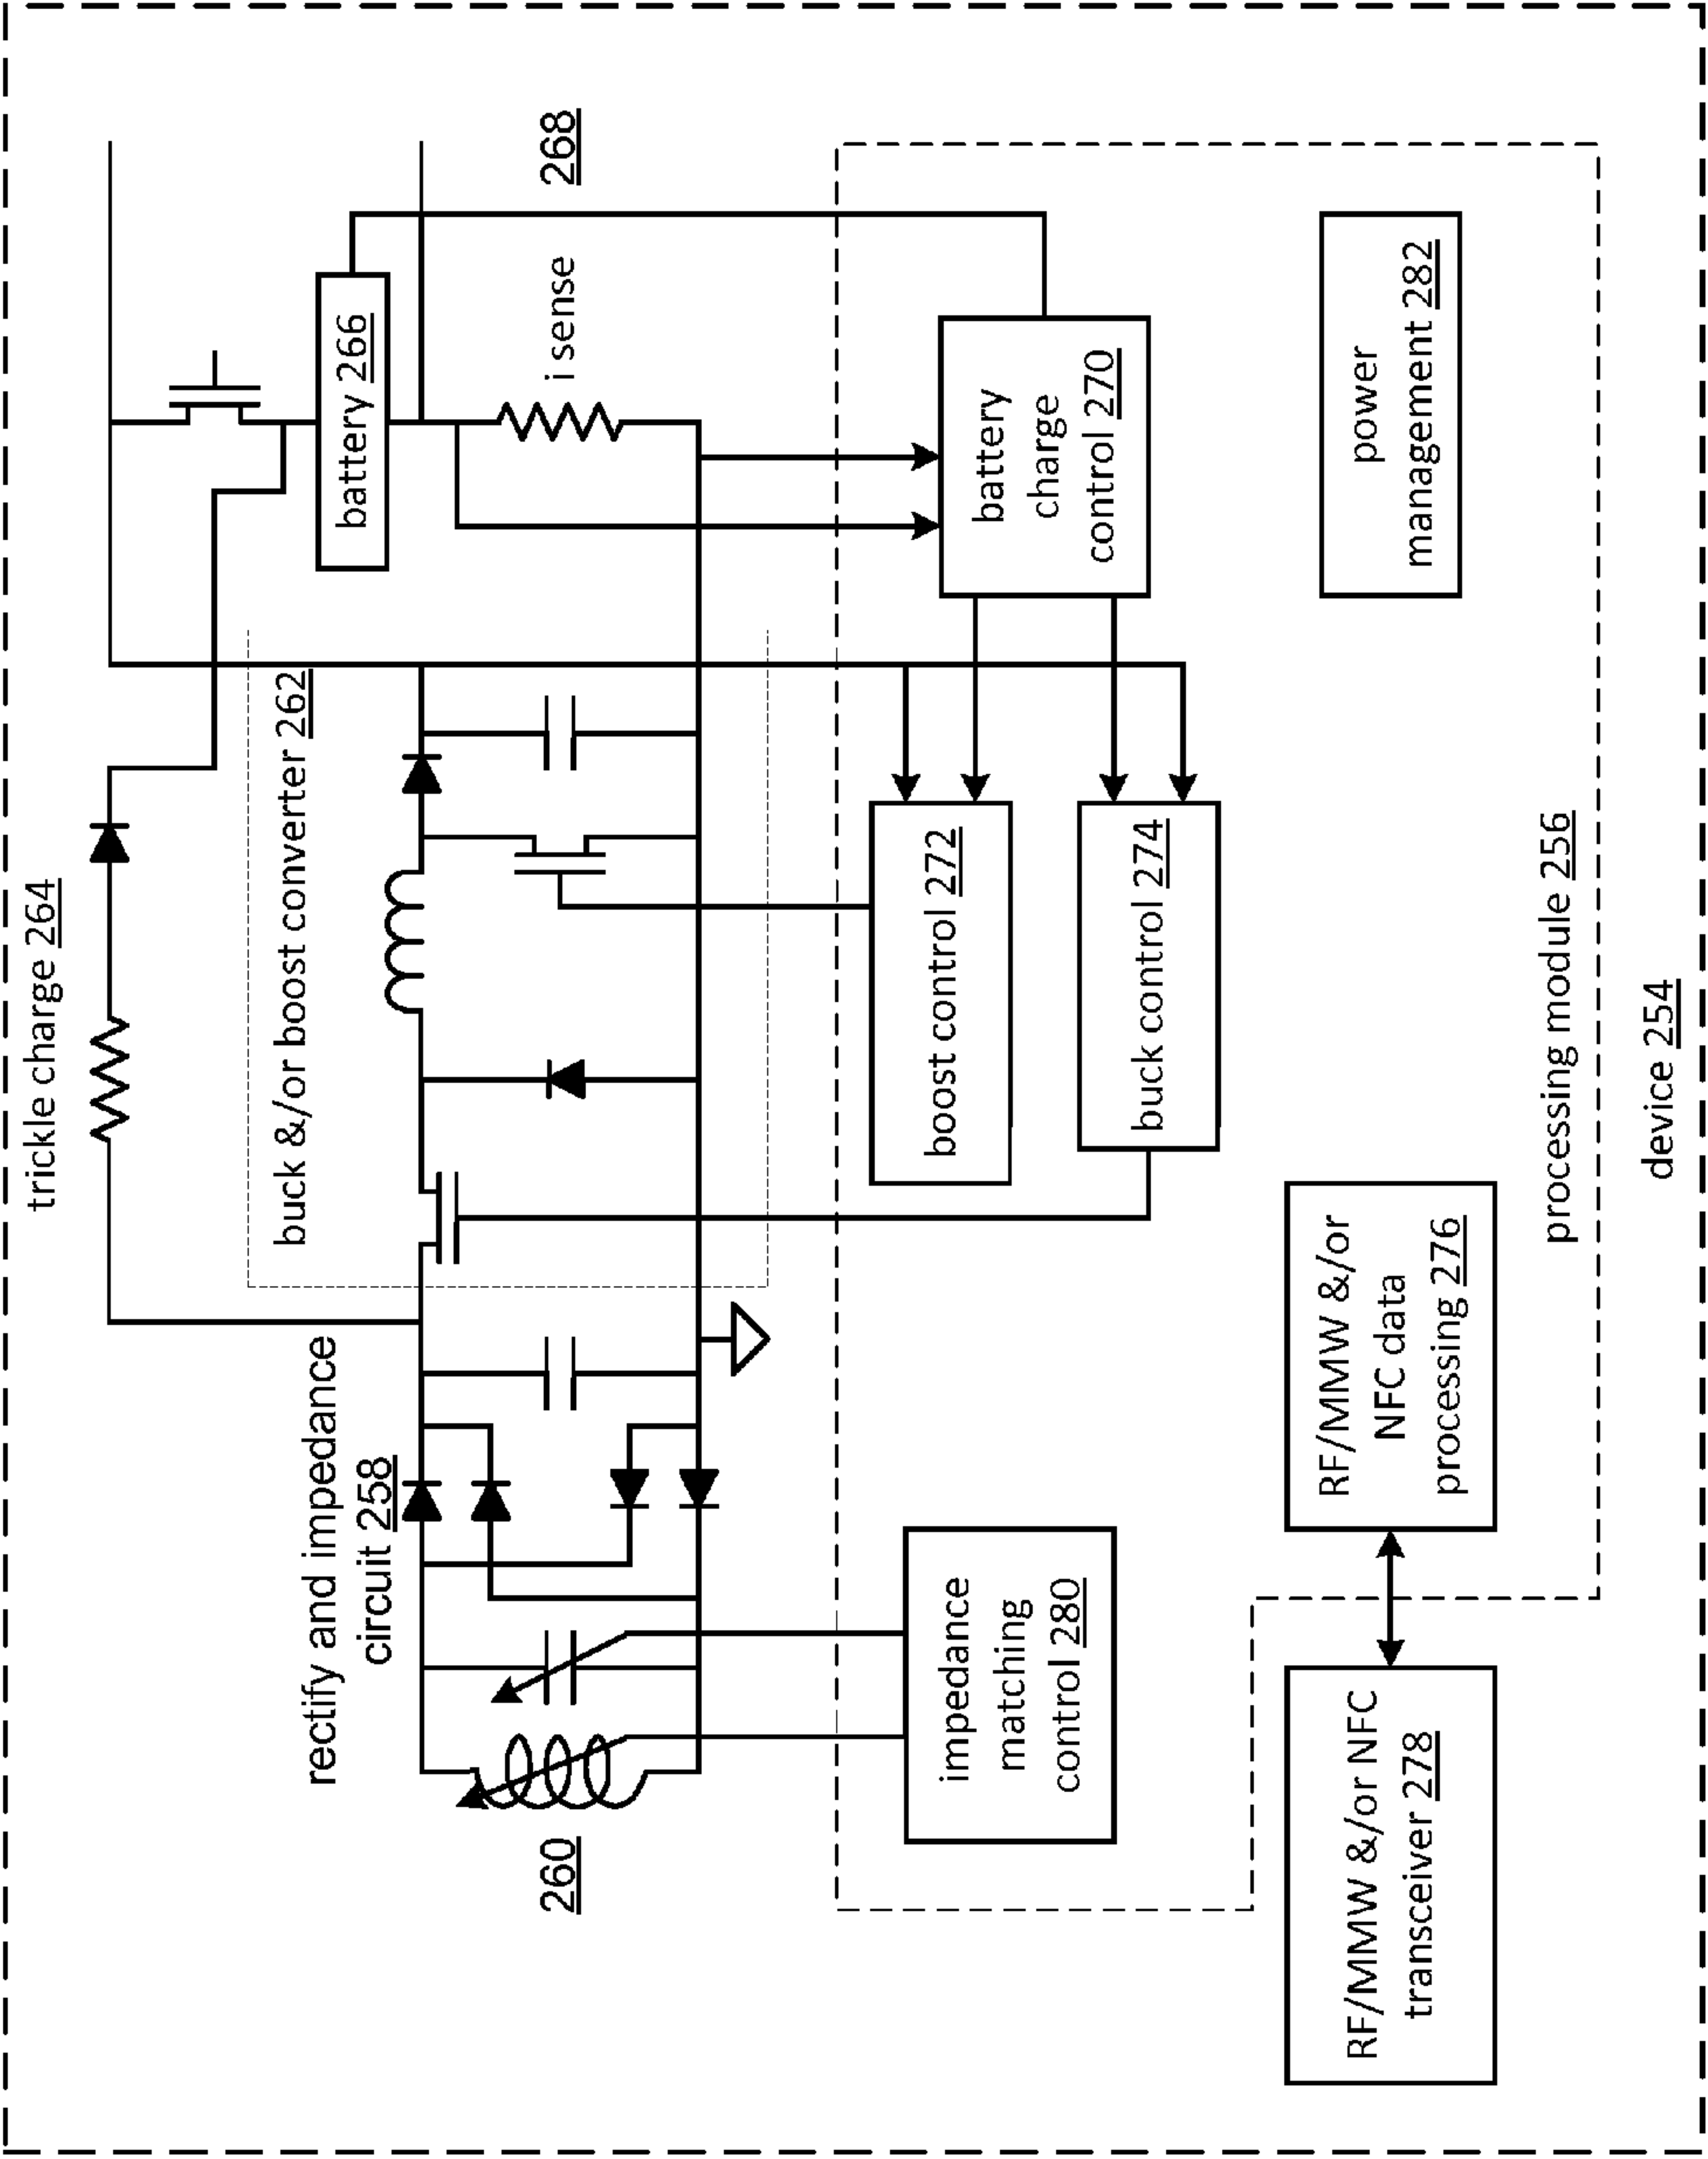 trickle charge 264
rectify and impedance
circuit 258
buck &/or boost converter 262
battery 266
i sense
268
260
impedance
matching
control 280
boost control 272
buck control 274
battery
charge
control 270
RF/MMW &/or NFC
transceiver 278
RF/MMW &/or
NFC data
processing 276
power
management 282
processing module 256
device 254